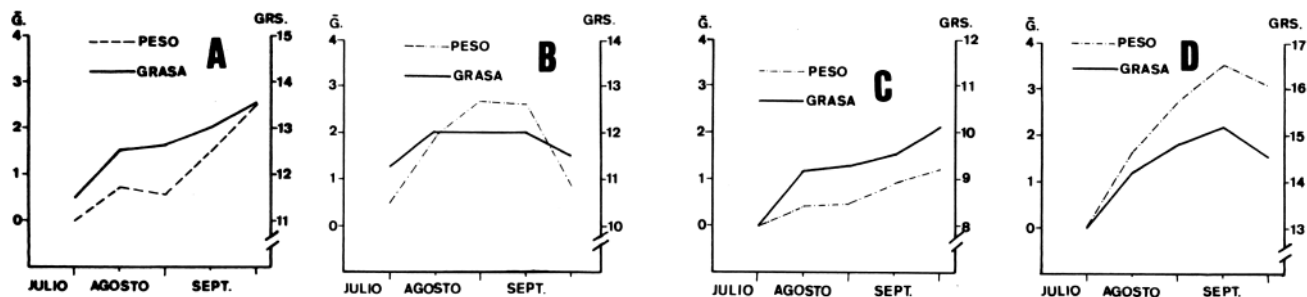 Ḡ. GRS.
4 15
PESO
GRASA
A
3 14
2 13
1 12
0 11
JULIO AGOSTO SEPT.
Ḡ. GRS.
4 14
PESO
GRASA
B
3 13
2 12
1 11
0 10
JULIO AGOSTO SEPT.
Ḡ. GRS.
4 12
PESO
GRASA
C
3 11
2 10
1 9
0 8
JULIO AGOSTO SEPT.
Ḡ. GRS.
4 17
PESO
GRASA
D
3 16
2 15
1 14
0 13
JULIO AGOSTO SEPT.